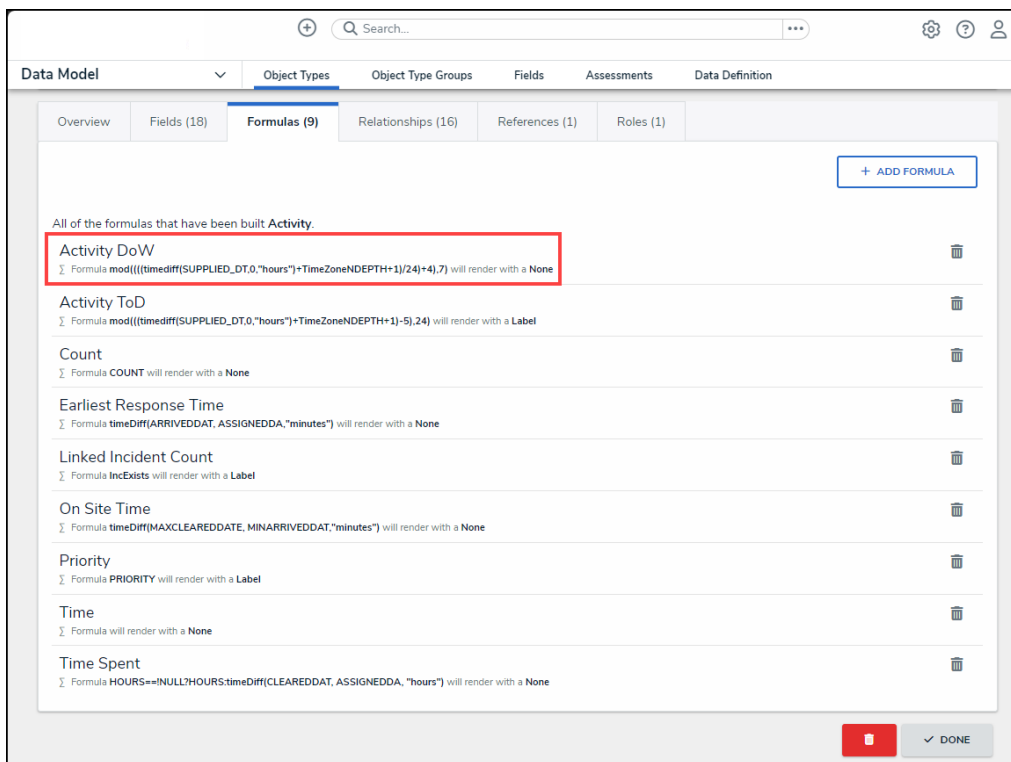 Search...
Data Model
Object Types
Object Type Groups
Fields
Assessments
Data Definition
Overview
Fields (18)
Formulas (9)
Relationships (16)
References (1)
Roles (1)
+ ADD FORMULA
All of the formulas that have been built Activity.
Activity DoW
∑ Formula mod((((timediff(SUPPLIED_DT,0,"hours")+TimeZoneNDEPTH+1)/24)+4),7) will render with a None
Activity ToD
∑ Formula mod(((timediff(SUPPLIED_DT,0,"hours")+TimeZoneNDEPTH+1)-5),24) will render with a Label
Count
∑ Formula COUNT will render with a None
Earliest Response Time
∑ Formula timeDiff(ARRIVEDDAT, ASSIGNEDDA,"minutes") will render with a None
Linked Incident Count
∑ Formula IncExists will render with a Label
On Site Time
∑ Formula timeDiff(MAXCLEAREDDATE, MINARRIVEDDAT,"minutes") will render with a None
Priority
∑ Formula PRIORITY will render with a Label
Time
∑ Formula will render with a None
Time Spent
∑ Formula HOURS==!NULL?HOURS:timeDiff(CLEAREDDAT, ASSIGNEDDA, "hours") will render with a None
DONE